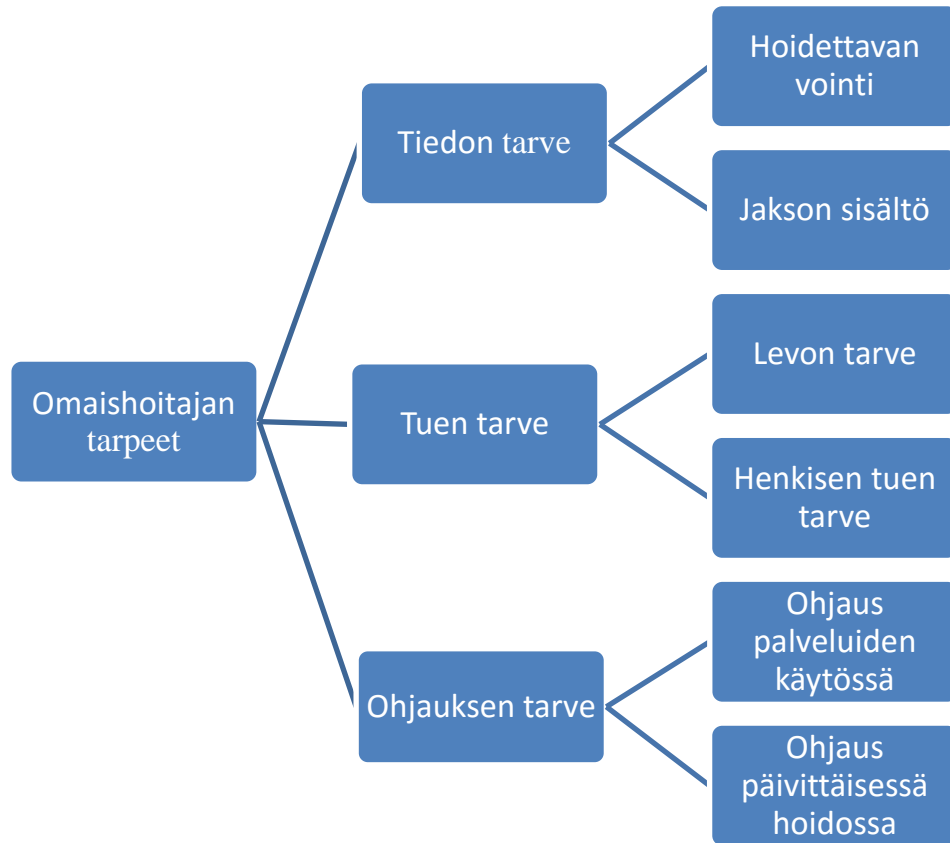 Omaishoitajan
tarpeet
Tiedon tarve
Hoidettavan
vointi
Jakson sisältö
Tuen tarve
Levon tarve
Henkisen tuen
tarve
Ohjauksen tarve
Ohjaus
palveluiden
käytössä
Ohjaus
päivittäisessä
hoidossa